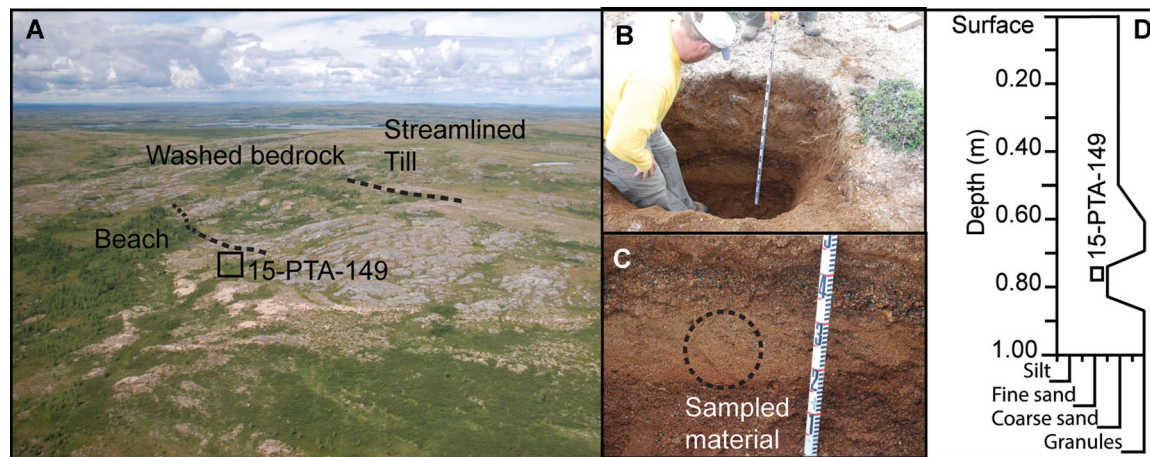 A
Streamlined
Till
Washed bedrock
Beach
15-PTA-149
B
C
Sampled
material
D
Surface
0.20
0.40
0.60
0.80
1.00
Depth (m)
15-PTA-149
Silt
Fine sand
Coarse sand
Granules